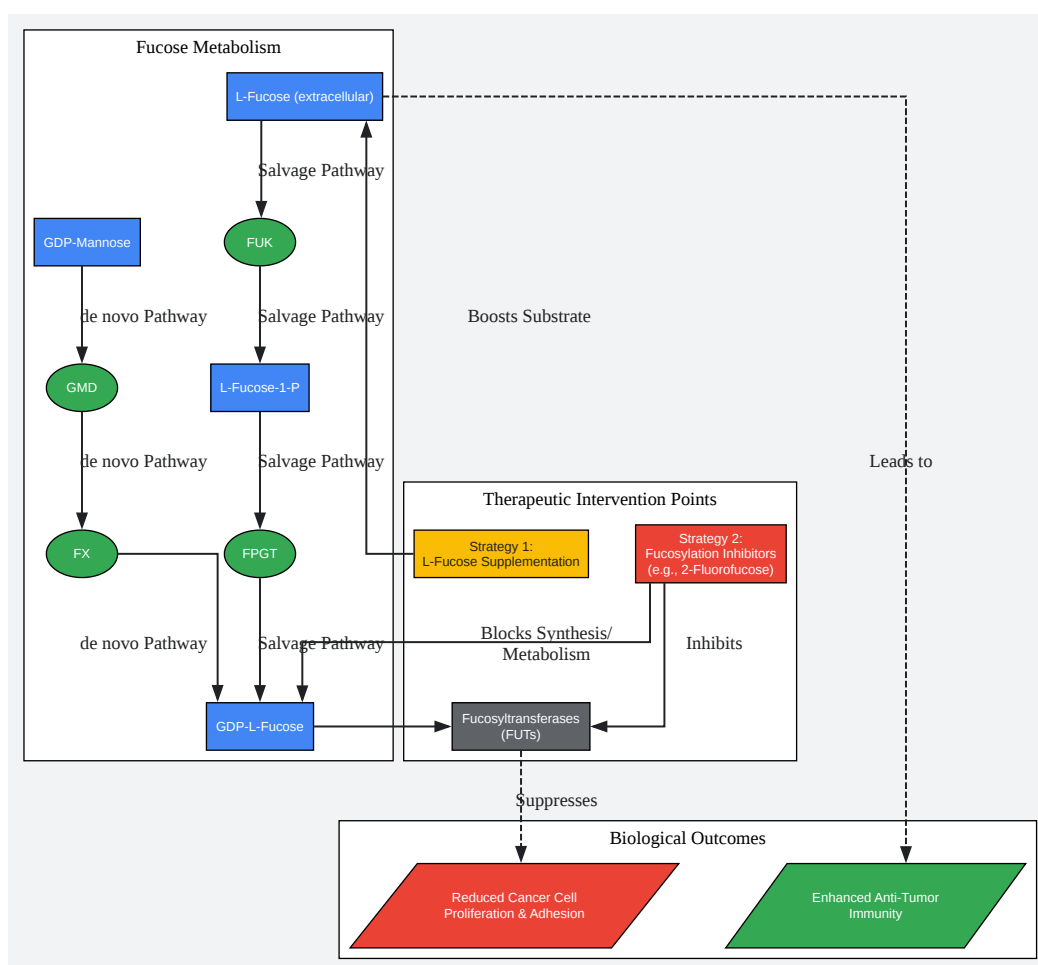 Fucose Metabolism
L-Fucose (extracellular)
Salvage Pathway
GDP-Mannose
FUK
de novo Pathway
Salvage Pathway
Boosts Substrate
GMD
L-Fucose-1-P
de novo Pathway
Salvage Pathway
Leads to
Therapeutic Intervention Points
FX
FPGT
Strategy 1:
L-Fucose Supplementation
Strategy 2:
Fucosylation Inhibitors
(e.g., 2-Fluorofucose)
de novo Pathway
Salvage Pathway
Blocks Synthesis/
Metabolism
Inhibits
GDP-L-Fucose
Fucosyltransferases
(FUTs)
Suppresses
Biological Outcomes
Reduced Cancer Cell
Proliferation & Adhesion
Enhanced Anti-Tumor
Immunity